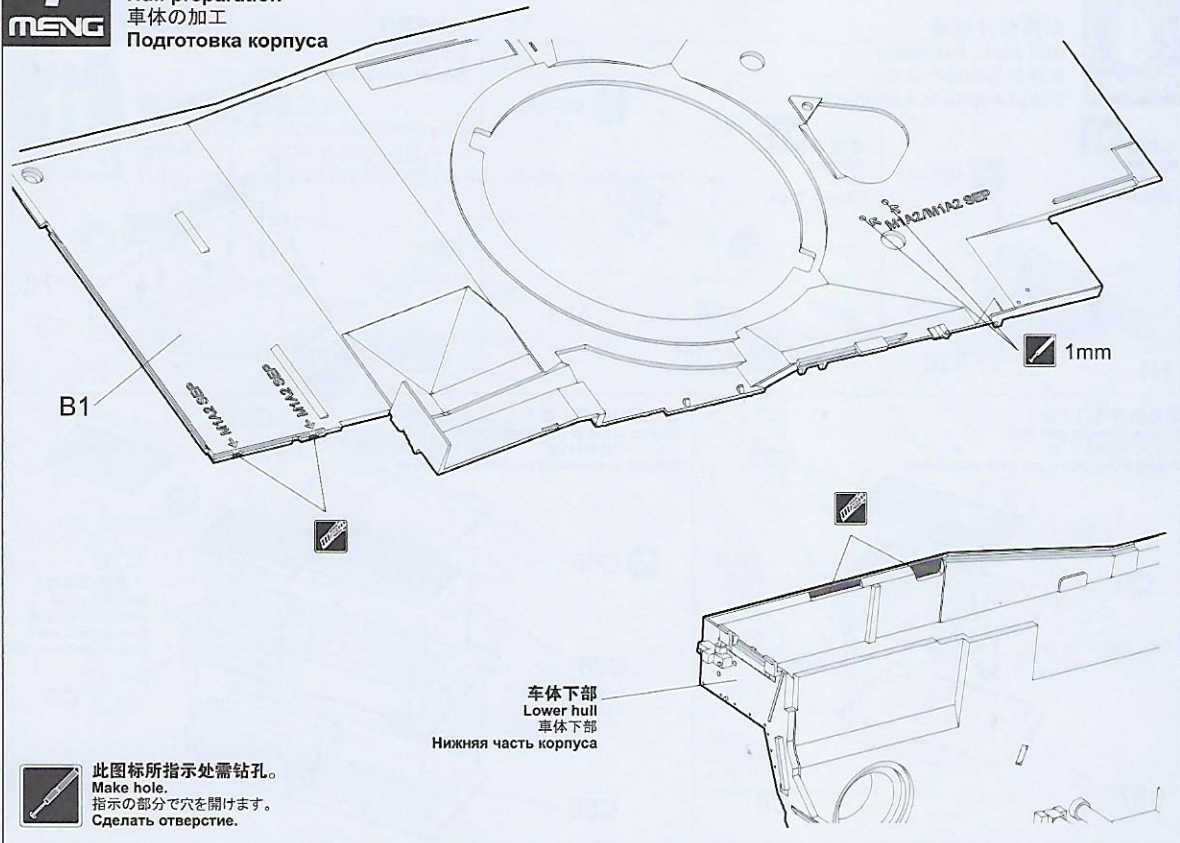 MENG
Hull preparation
車体の加工
Подготовка корпуса
M1A2/M1A2 SEP
1mm
B1
M1A2 SEP
M1A2 SEP
车体下部
Lower hull
車体下部
Нижняя часть корпуса
此图标所指示处需钻孔。
Make hole.
指示の部分で穴を開けます。
Сделать отверстие.